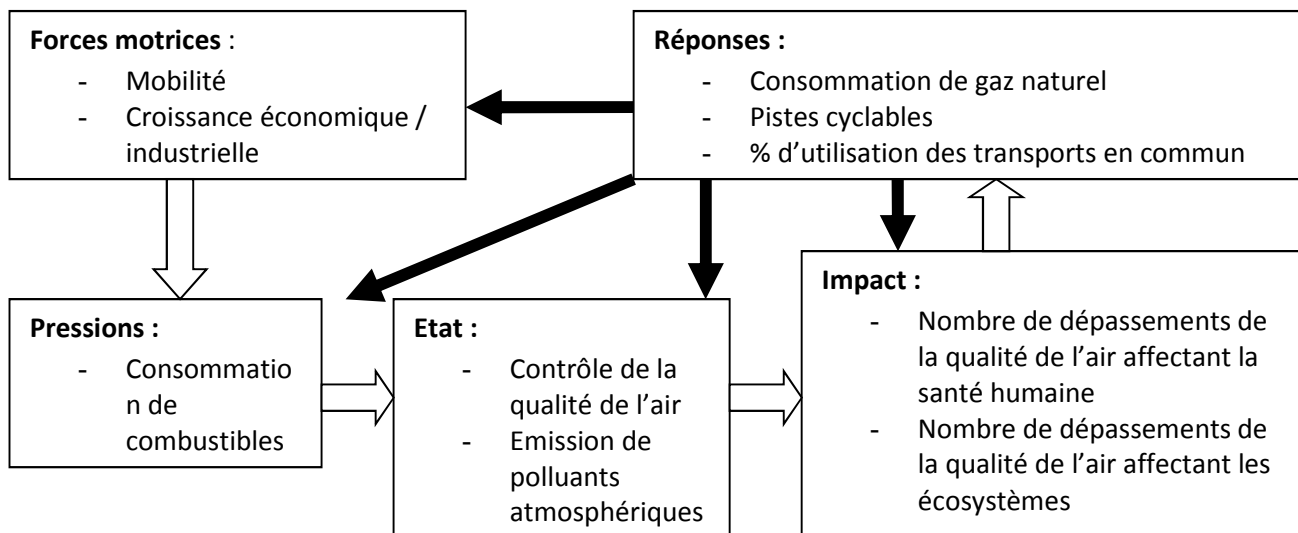 Forces motrices :
- Mobilité
- Croissance économique /
industrielle
Réponses :
- Consommation de gaz naturel
- Pistes cyclables
- % d’utilisation des transports en commun
Pressions :
- Consommatio
n de
combustibles
Etat :
- Contrôle de la
qualité de l’air
- Emission de
polluants
atmosphériques
Impact :
- Nombre de dépassements de
la qualité de l’air affectant la
santé humaine
- Nombre de dépassements de
la qualité de l’air affectant les
écosystèmes